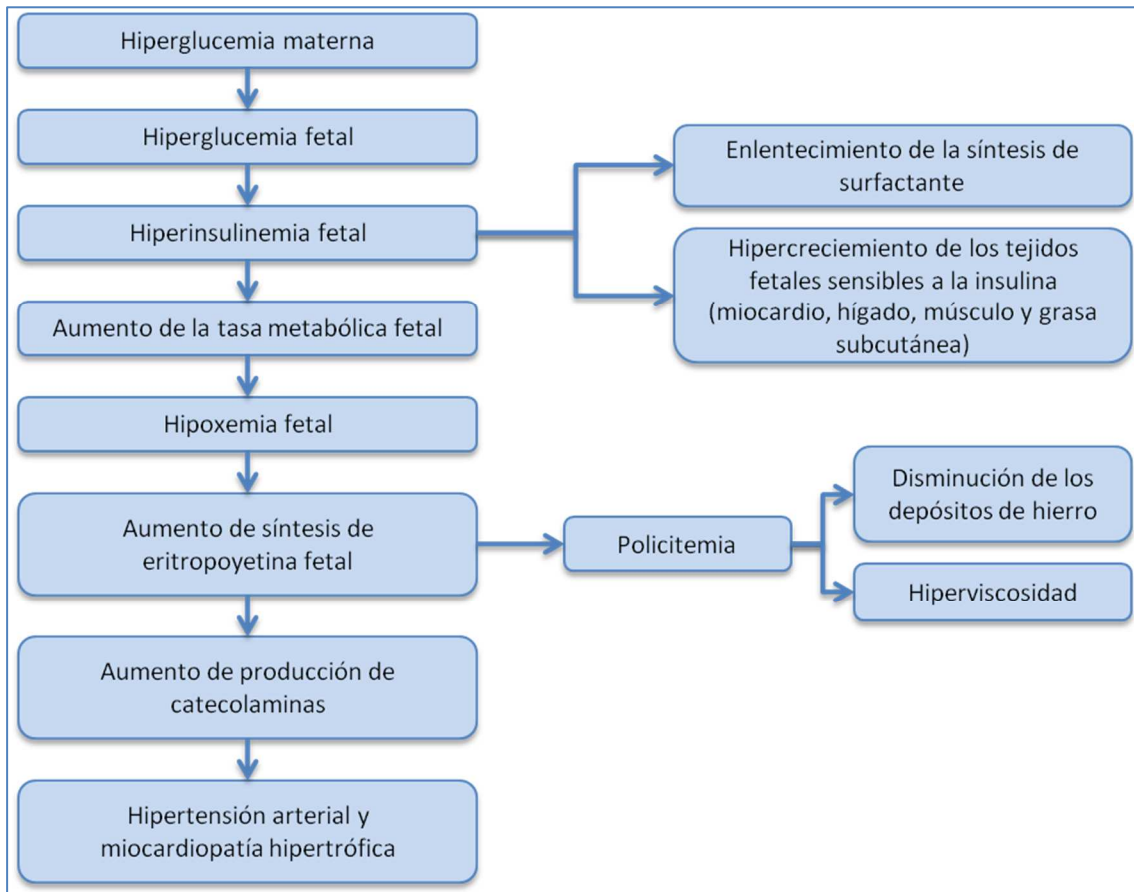 Hiperglucemia materna
Hiperglucemia fetal
Hiperinsulinemia fetal
Enlentecimiento de la síntesis de
surfactante
Hipercreciemiento de los tejidos
fetales sensibles a la insulina
(miocardio, hígado, músculo y grasa
subcutánea)
Aumento de la tasa metabólica fetal
Hipoxemia fetal
Aumento de síntesis de
eritropoyetina fetal
Policitemia
Disminución de los
depósitos de hierro
Hiperviscosidad
Aumento de producción de
catecolaminas
Hipertensión arterial y
miocardiopatía hipertrófica